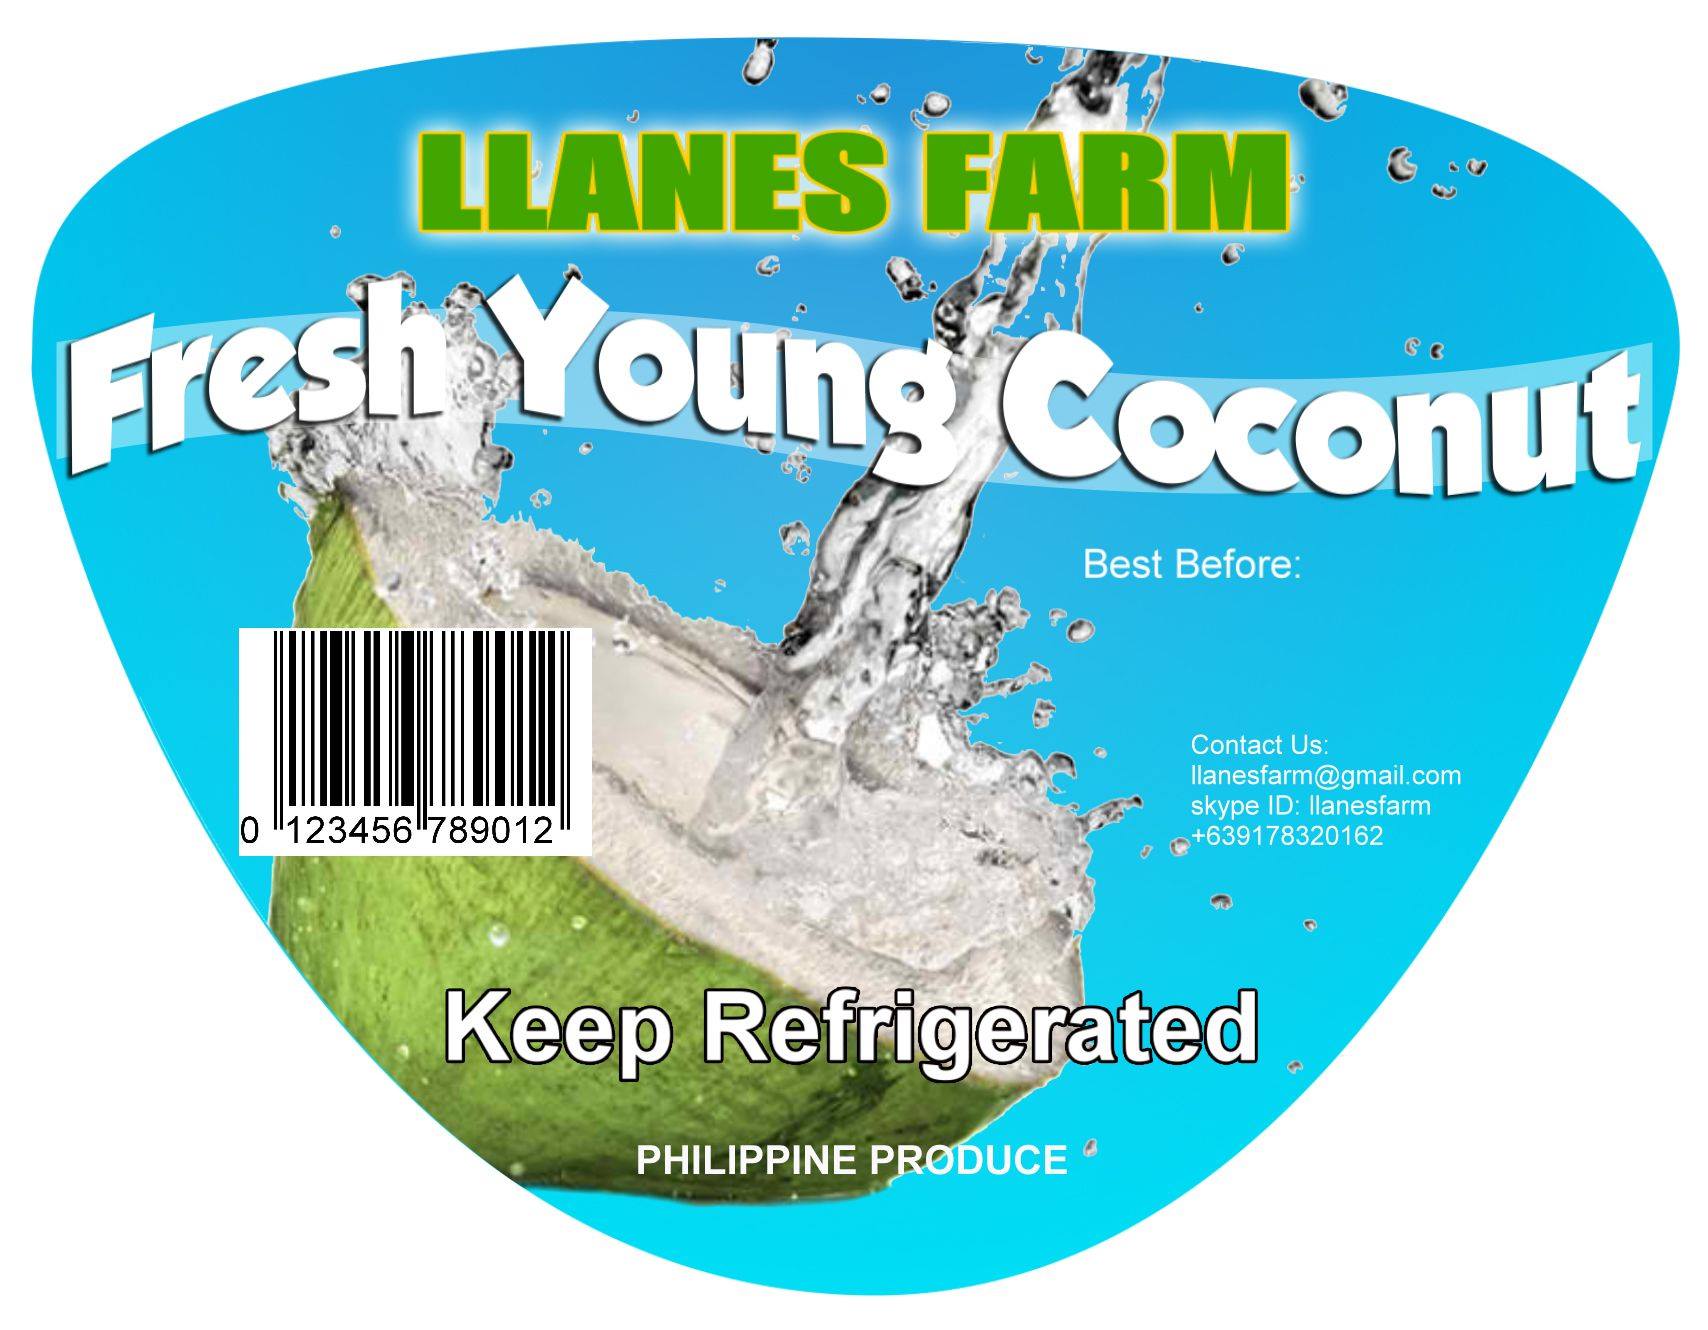 LLANES FARM
Fresh Young Coconut
Best Before:
Contact Us:
llanesfarm@gmail.com
skype ID: llanesfarm
+639178320162
0 123456 789012
Keep Refrigerated
PHILIPPINE PRODUCE